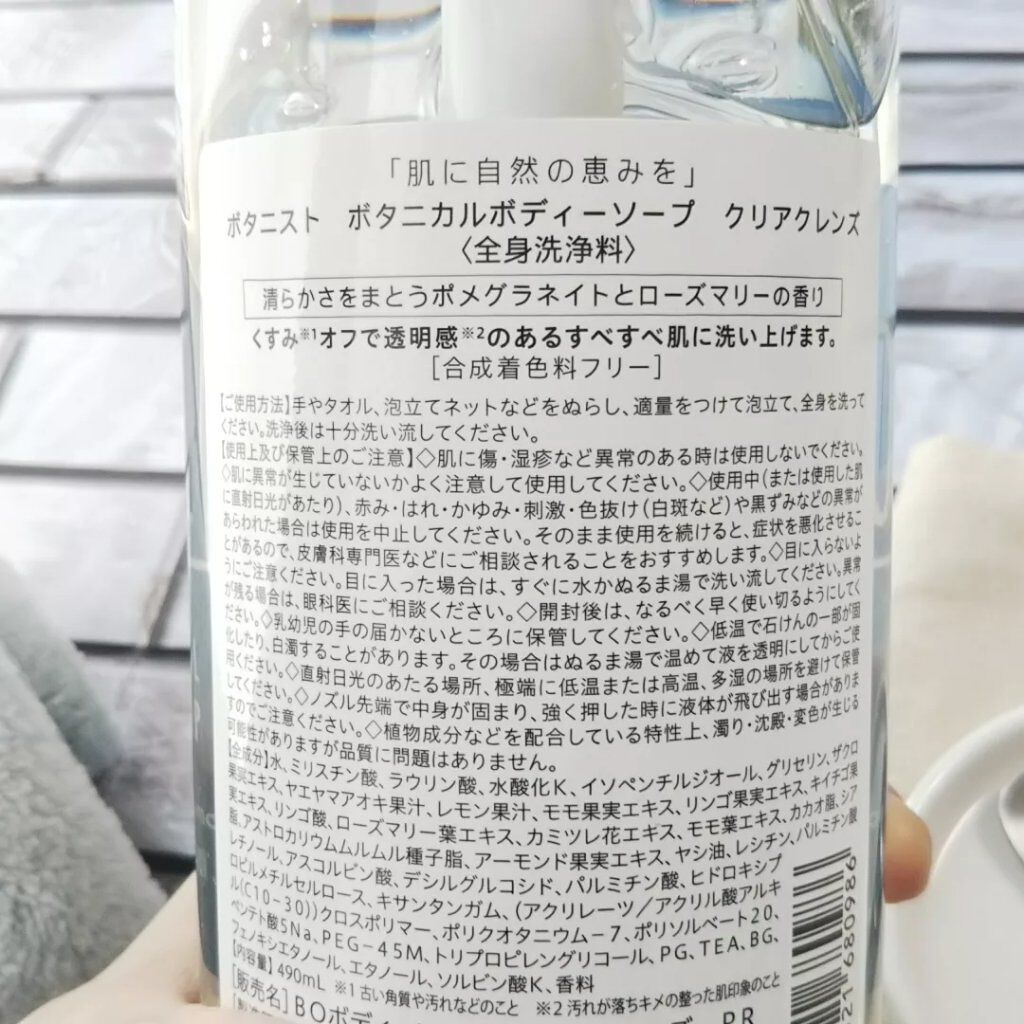 「肌に自然の恵みを」
ボタニスト ボタニカルボディーソープ クリアクレンズ
〈全身洗浄料〉
清らかさをまとうポメグラネイトとローズマリーの香り
くすみ※1オフで透明感※2のあるすべすべ肌に洗い上げます。
[合成着色料フリー]
【ご使用方法】手やタオル、泡立てネットなどをぬらし、適量をつけて泡立て、全身を洗って
ください。洗浄後は十分洗い流してください。
【使用上及び保管上のご注意】◇肌に傷・湿疹など異常のある時は使用しないでください。
◇肌に異常が生じていないかよく注意して使用してください。◇使用中(または使用した肌
に直射日光があたり)、赤み・はれ・かゆみ・刺激・色抜け(白斑など)や黒ずみなどの異常が
あらわれた場合は使用を中止してください。そのまま使用を続けると、症状を悪化させるこ
とがあるので、皮膚科専門医などにご相談されることをおすすめします。◇目に入らないよ
うにご注意ください。目に入った場合は、すぐに水かぬるま湯で洗い流してください。異常
が残る場合は、眼科医にご相談ください。◇開封後は、なるべく早く使い切るようにしてく
ださい。◇乳幼児の手の届かないところに保管してください。◇低温で石けんの一部が固
化したり、白濁することがあります。その場合はぬるま湯で温めて液を透明にしてからご使
用ください。◇直射日光のあたる場所、極端に低温または高温、多湿の場所を避けて保管
してください。◇ノズル先端で中身が固まり、強く押した時に液体が飛び出す場合がありま
すのでご注意ください。◇植物成分などを配合している特性上、濁り・沈殿・変色が生じる
可能性がありますが品質に問題はありません。
【全成分】水、ミリスチン酸、ラウリン酸、水酸化K、イソペンチルジオール、グリセリン、ザクロ
果実エキス、ヤエヤマアオキ果汁、レモン果汁、モモ果実エキス、リンゴ果実エキス、キイチゴ果
実エキス、リンゴ酸、ローズマリー葉エキス、カミツレ花エキス、モモ葉エキス、カカオ脂、シア
脂、アストロカリウムムルムル種子脂、アーモンド果実エキス、ヤシ油、レシチン、パルミチン酸
レチノール、アスコルビン酸、デシルグルコシド、パルミチン酸、ヒドロキシプ
ロピルメチルセルロース、キサンタンガム、(アクリレーツ/アクリル酸アルキ
ル(C10-30))クロスポリマー、ポリクオタニウム-7、ポリソルベート20、
ペンテト酸5Na、PEG-45M、トリプロピレングリコール、PG、TEA、BG、
フェノキシエタノール、エタノール、ソルビン酸K、香料
【内容量】490mL ※1 古い角質や汚れなどのこと ※2 汚れが落ちキメの整った肌印象のこと
[販売名]BOボディ